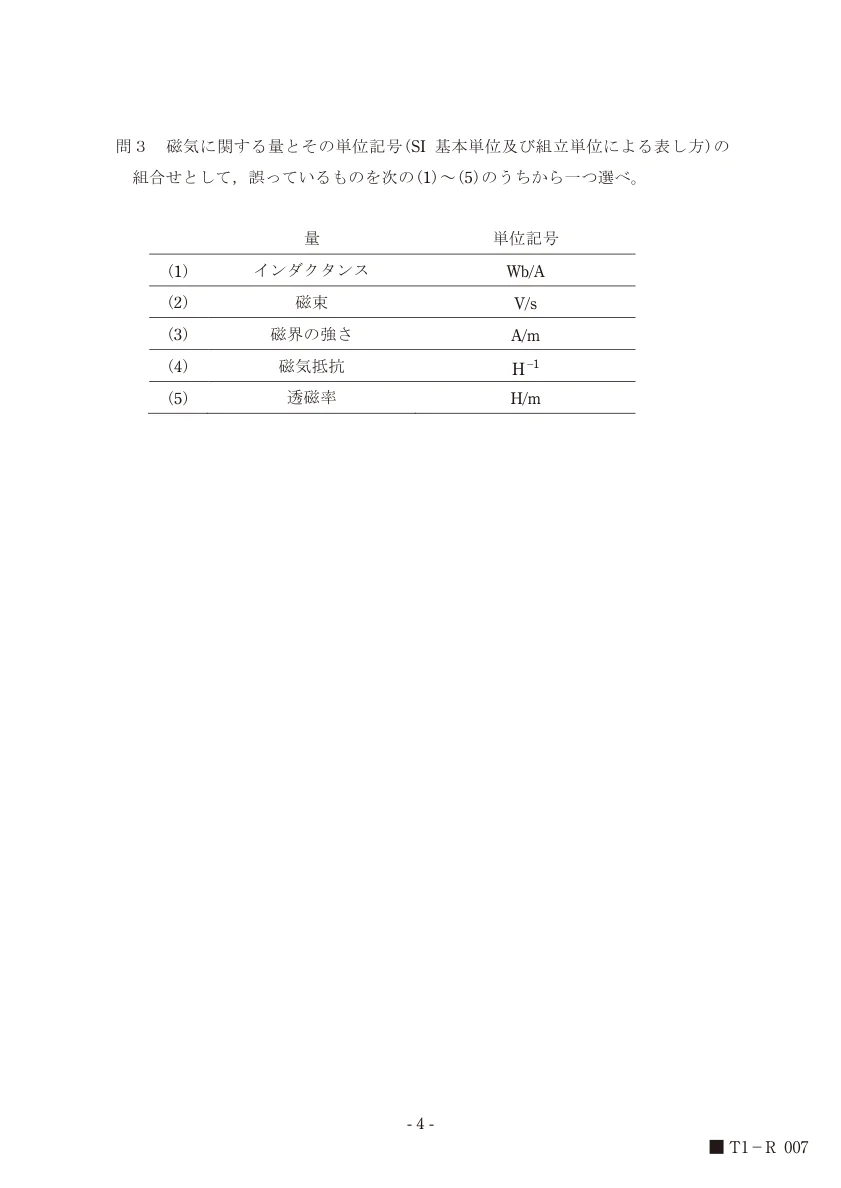 問３ 磁気に関する量とその単位記号(SI 基本単位及び組立単位による表し方)の
組合せとして，誤っているものを次の(1)～(5)のうちから一つ選べ。
量 単位記号
(1) インダクタンス Wb/A
(2) 磁束 V/s
(3) 磁界の強さ A/m
(4) 磁気抵抗 H⁻¹
(5) 透磁率 H/m
- 4 -
■ T1－R 007